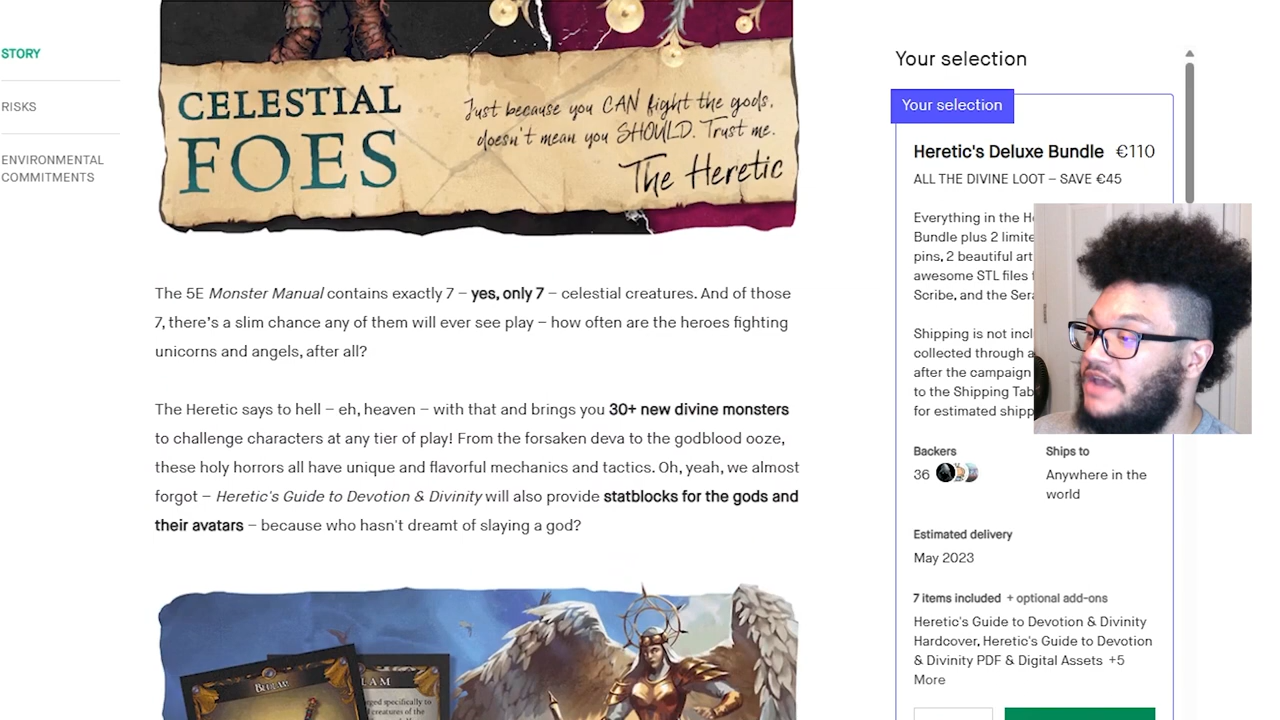 STORY
RISKS
ENVIRONMENTAL
COMMITMENTS
CELESTIAL
FOES
Just because you CAN fight the gods,
doesn't mean you SHOULD. Trust me.
The Heretic
The 5E Monster Manual contains exactly 7 – yes, only 7 – celestial creatures. And of those
7, there's a slim chance any of them will ever see play – how often are the heroes fighting
unicorns and angels, after all?
The Heretic says to hell – eh, heaven – with that and brings you 30+ new divine monsters
to challenge characters at any tier of play! From the forsaken deva to the godblood ooze,
these holy horrors all have unique and flavorful mechanics and tactics. Oh, yeah, we almost
forgot – Heretic's Guide to Devotion & Divinity will also provide statblocks for the gods and
their avatars – because who hasn't dreamt of slaying a god?
Your selection
Your selection
Heretic's Deluxe Bundle €110
ALL THE DIVINE LOOT – SAVE €45
Everything in the
Bundle plus 2
pins, 2 beautiful art
awesome STL files
Scribe, and the
Shipping is not
collected through a
after the campaign
to the Shipping
for estimated
Backers
36
Ships to
Anywhere in the
world
Estimated delivery
May 2023
7 items included + optional add-ons
Heretic's Guide to Devotion & Divinity
Hardcover, Heretic's Guide to Devotion
& Divinity PDF & Digital Assets +5
More